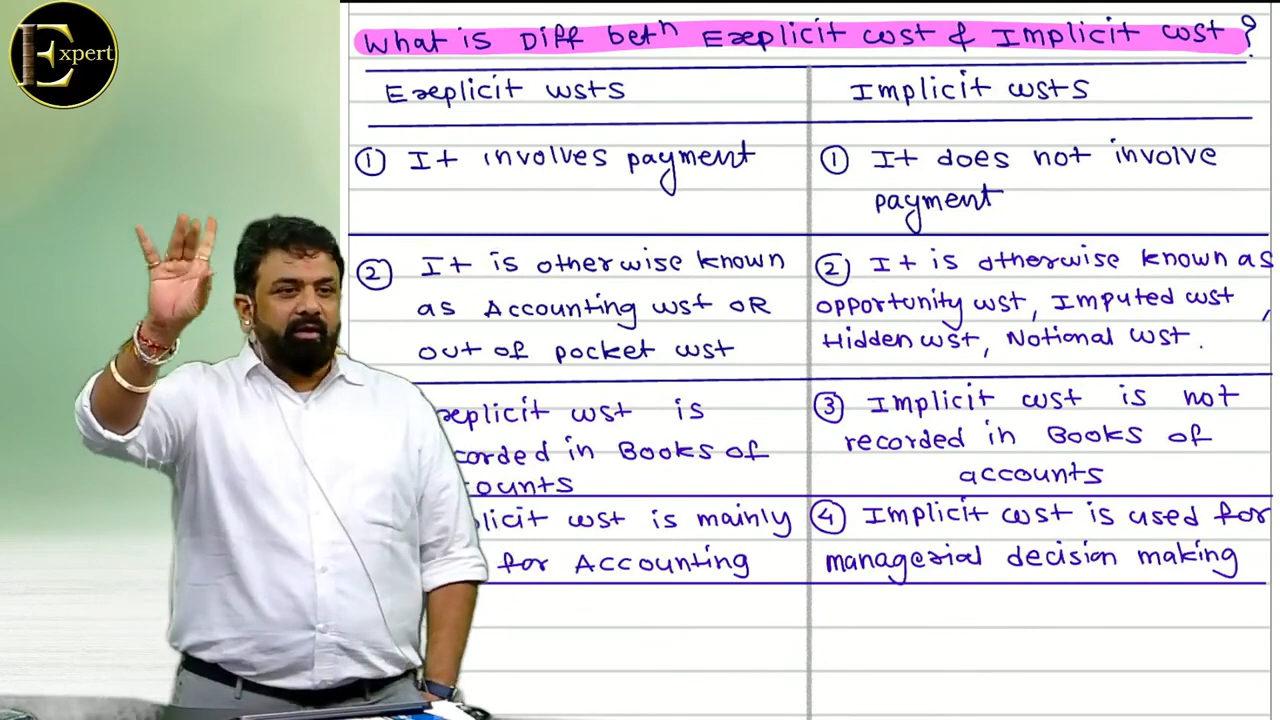 Expert
What is Diff betn Explicit cost & Implicit cost ?
Explicit costs
Implicit costs
① It involves payment
① It does not involve
payment
② It is otherwise known
as Accounting cost OR
out of pocket cost
② It is otherwise known as
opportunity cost, Imputed cost ,
Hidden cost, Notional cost.
xplicit cost is
corded in Books of
ounts
③ Implicit cost is not
recorded in Books of
accounts
licit cost is mainly
for Accounting
④ Implicit cost is used for
managerial decision making